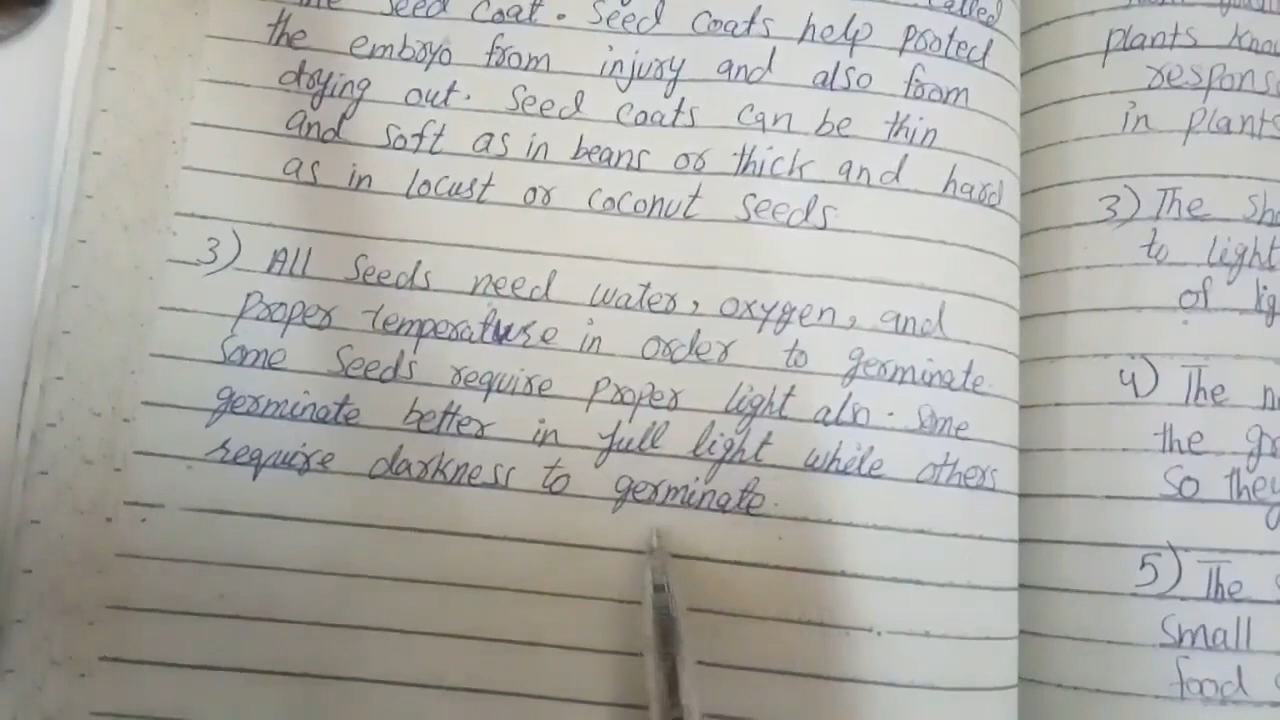 the seed coat. Seed coats help protect
the embryo from injury and also from
drying out. Seed coats can be thin
and soft as in beans or thick and hard
as in locust or coconut seeds
3) All seeds need water, oxygen, and
Proper temperature in order to germinate.
Some seeds require proper light also. Some
germinate better in full light while others
require darkness to germinate.
called
plants
respons
in plants
3) The
to light
of
4) The
the
So they
5) The
Small
food